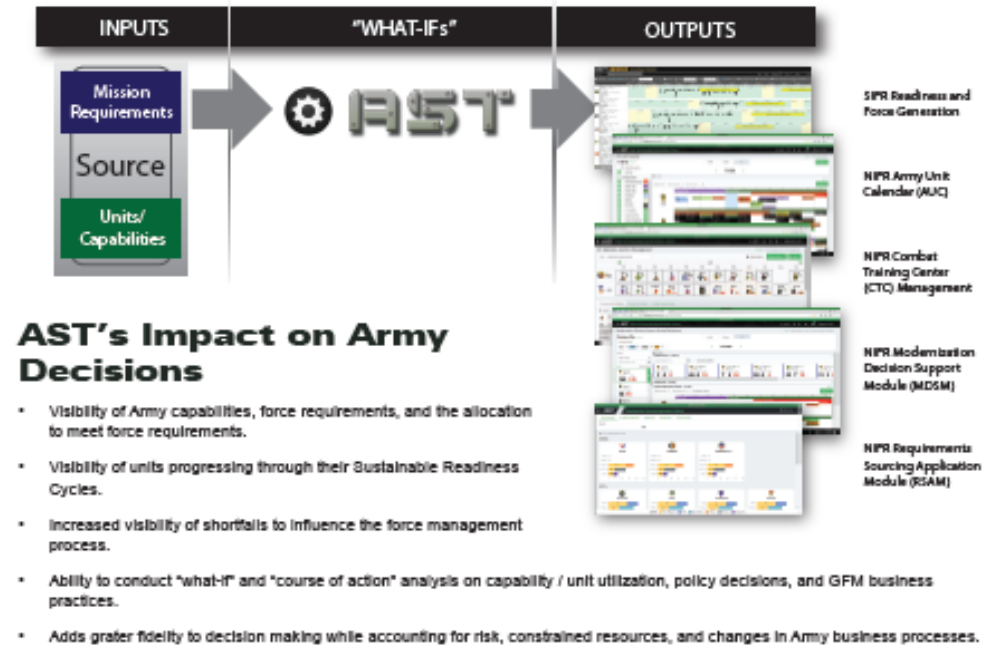 INPUTS
"WHAT-IFs"
OUTPUTS
Mission
Requirements
Source
Units/
Capabilities
AST
SIPR Readiness and
Force Generation
NIPR Army Unit
Calendar (AUC)
NIPR Combat
Training Center
(CTC) Management
NIPR Modernization
Decision Support
Module (MDSM)
NIPR Requirements
Sourcing Application
Module (RSAM)
AST's Impact on Army
Decisions
• Visibility of Army capabilities, force requirements, and the allocation
to meet force requirements.
• Visibility of units progressing through their Sustainable Readiness
Cycles.
• Increased visibility of shortfalls to influence the force management
process.
• Ability to conduct "what-if" and "course of action" analysis on capability / unit utilization, policy decisions, and GFM business
practices.
• Adds grater fidelity to decision making while accounting for risk, constrained resources, and changes in Army business processes.